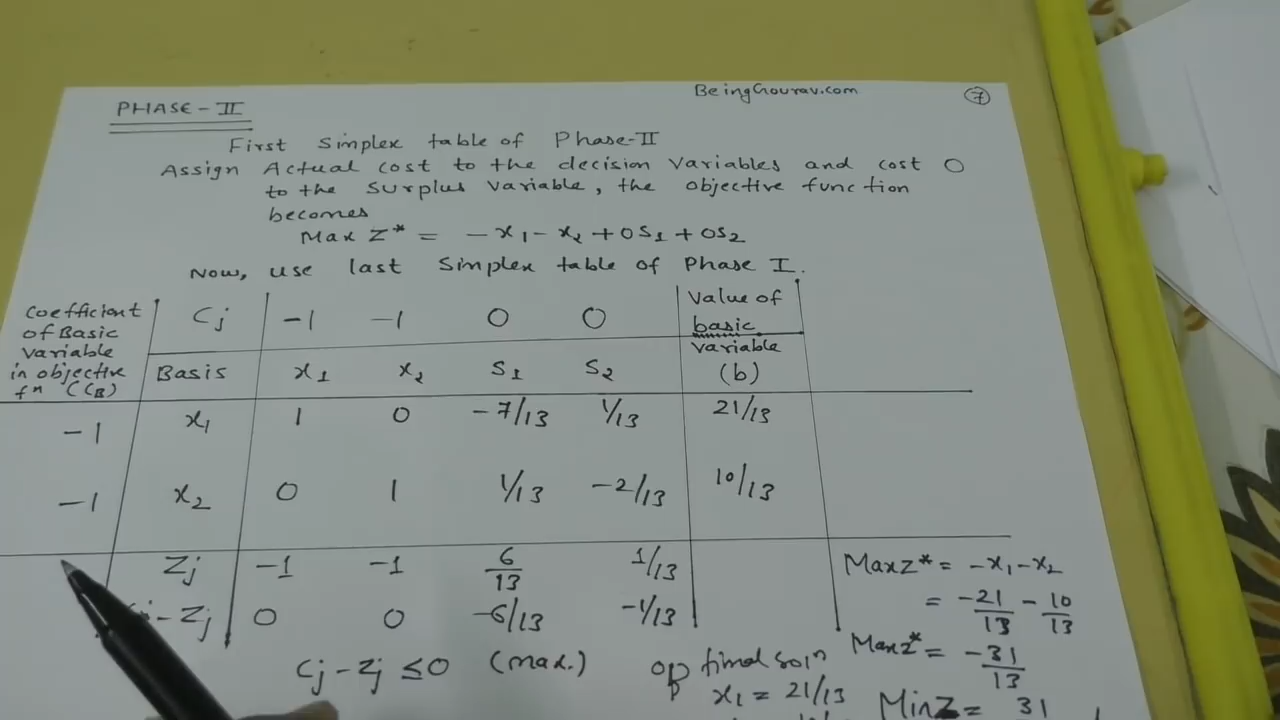 BeingGourav.com
7
PHASE-II
First Simplex table of Phase-II
Assign Actual cost to the decision variables and cost 0
to the surplus variable, the objective function
becomes
Max Z* = -x1 - x2 + 0S1 + 0S2
Now, use last Simplex table of Phase I.
Coefficient of Basic Variable in objective fn (CB) | Cj | -1 | -1 | 0 | 0 | Value of basic variable (b)
Basis | x1 | x2 | S1 | S2
-1 | x1 | 1 | 0 | -7/13 | 1/13 | 21/13
-1 | x2 | 0 | 1 | 1/13 | -2/13 | 10/13
Zj | -1 | -1 | 6/13 | 1/13
- Zj | 0 | 0 | -6/13 | -1/13
Cj - Zj ≤ 0 (max.)
Max Z* = -x1 - x2
= -21/13 - 10/13
Max Z* = -31/13
optimal soln
x1 = 21/13
Min Z = 31